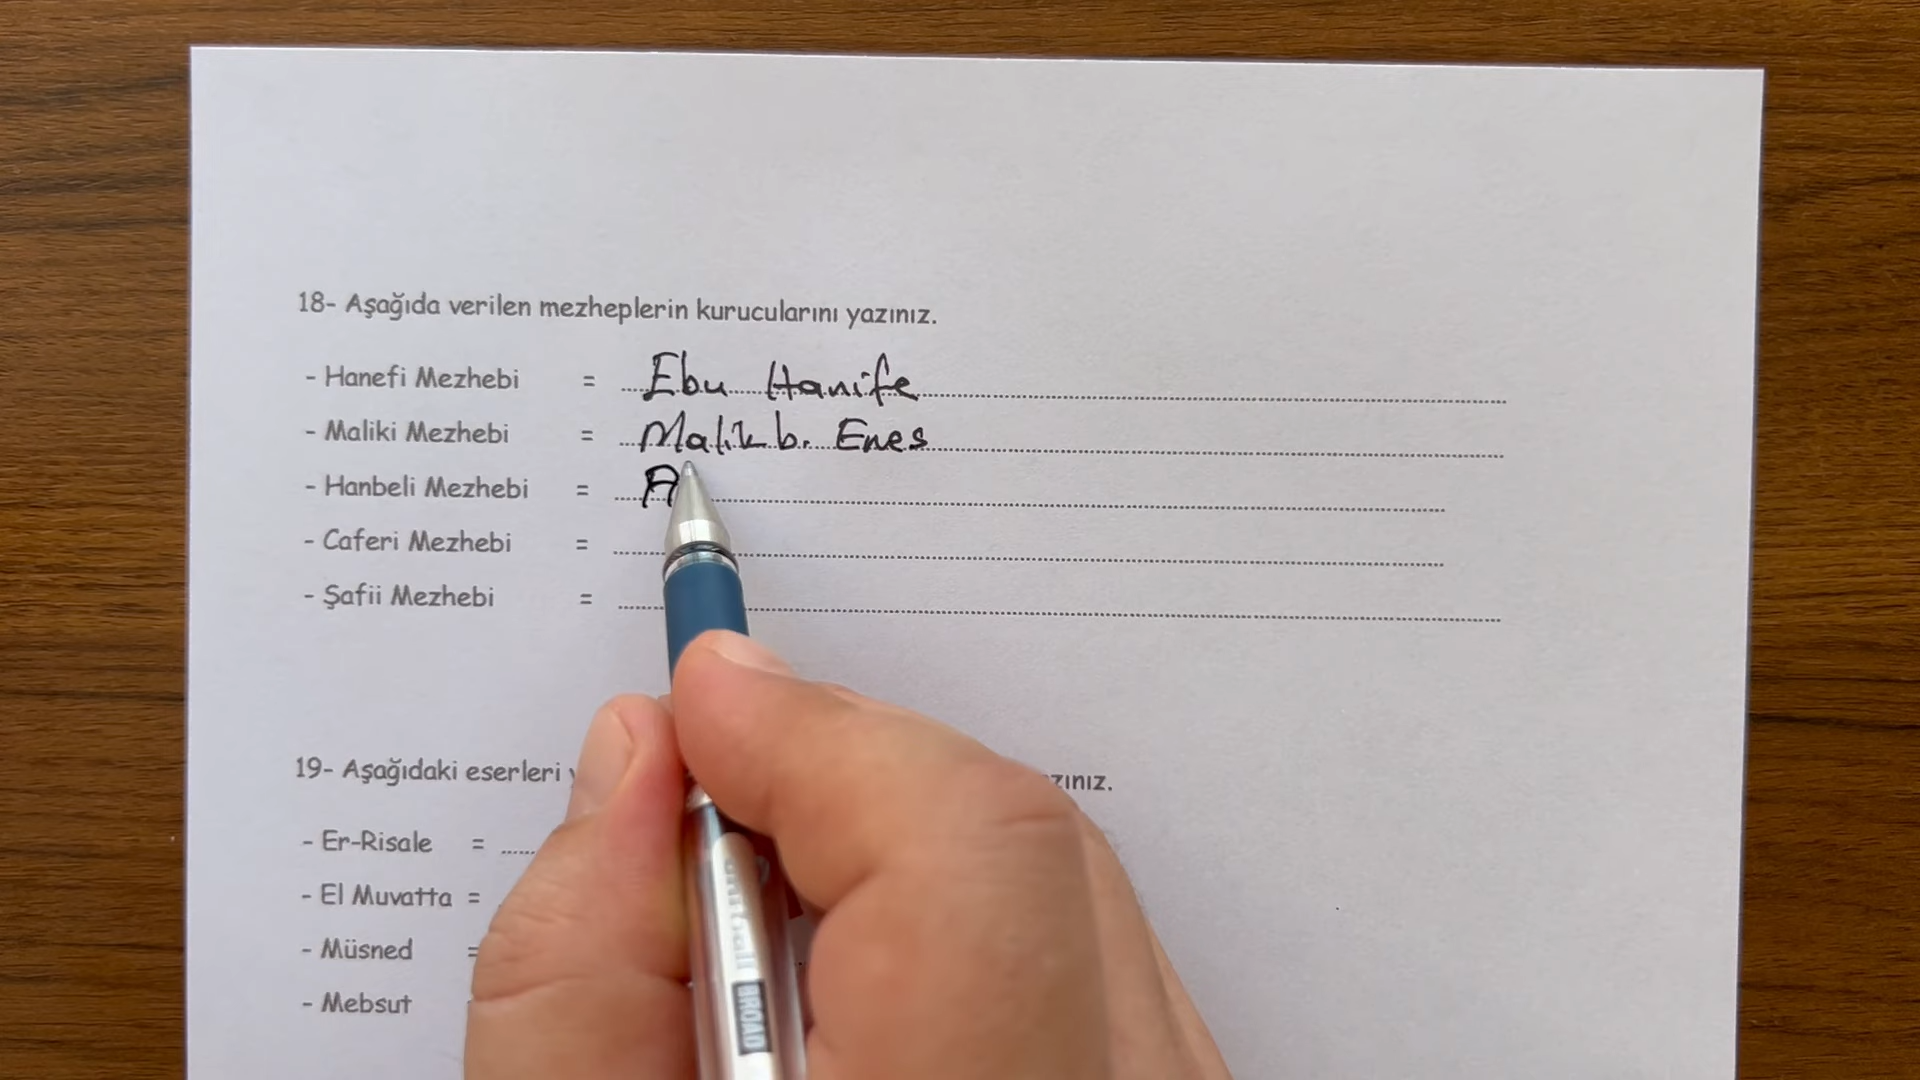 18- Aşağıda verilen mezheplerin kurucularını yazınız.
- Hanefi Mezhebi = Ebu Hanife
- Maliki Mezhebi = Malik b. Enes
- Hanbeli Mezhebi = A
- Caferi Mezhebi =
- Şafii Mezhebi =
19- Aşağıdaki eserleri
- Er-Risale =
- El Muvatta =
- Müsned =
- Mebsut
BROAD